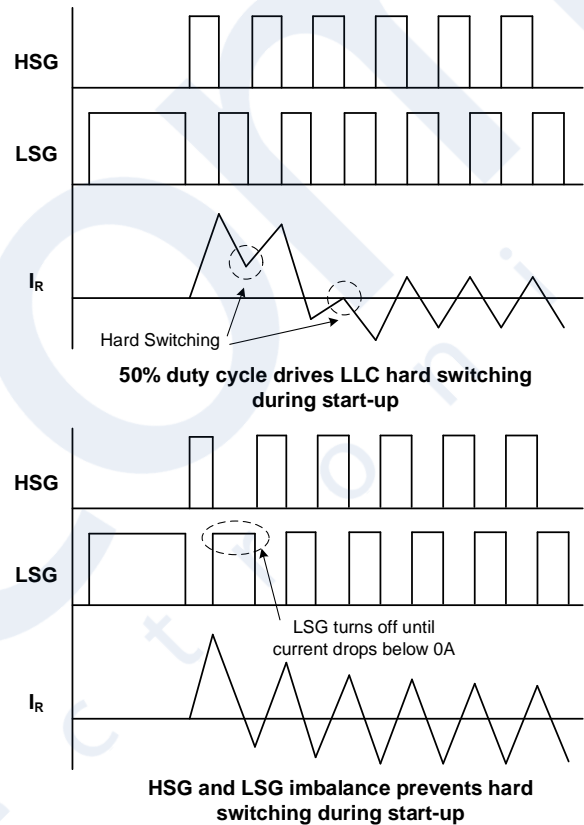 HSG
LSG
IR
Hard Switching
50% duty cycle drives LLC hard switching
during start-up
HSG
LSG
LSG turns off until
current drops below 0A
IR
HSG and LSG imbalance prevents hard
switching during start-up